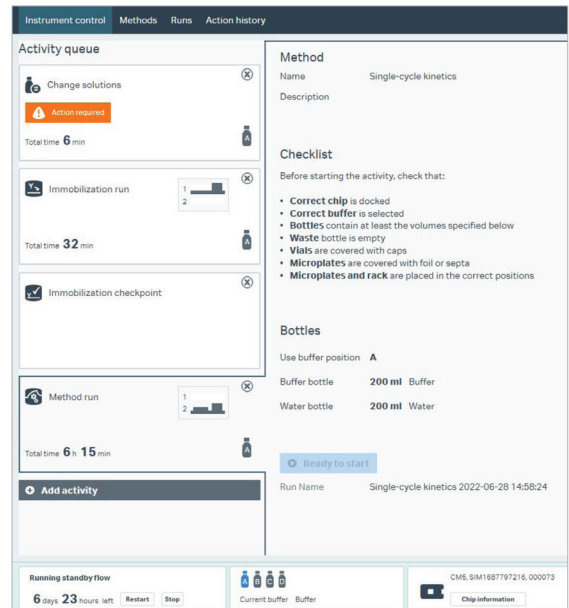 Instrument control Methods Runs Action history
Activity queue
Change solutions
Action required
Total time 6 min
A
Immobilization run
1
2
Total time 32 min
A
Immobilization checkpoint
Method run
1
2
Total time 6 h 15 min
A
Add activity
Method
Name Single-cycle kinetics
Description
Checklist
Before starting the activity, check that:
• Correct chip is docked
• Correct buffer is selected
• Bottles contain at least the volumes specified below
• Waste bottle is empty
• Vials are covered with caps
• Microplates are covered with foil or septa
• Microplates and rack are placed in the correct positions
Bottles
Use buffer position A
Buffer bottle 200 ml Buffer
Water bottle 200 ml Water
Ready to start
Run Name Single-cycle kinetics 2022-06-28 14:58:24
Running standby flow
6 days 23 hours left Restart Stop
A B C D
Current buffer Buffer
CM5, SIM1687797216, 000073
Chip information